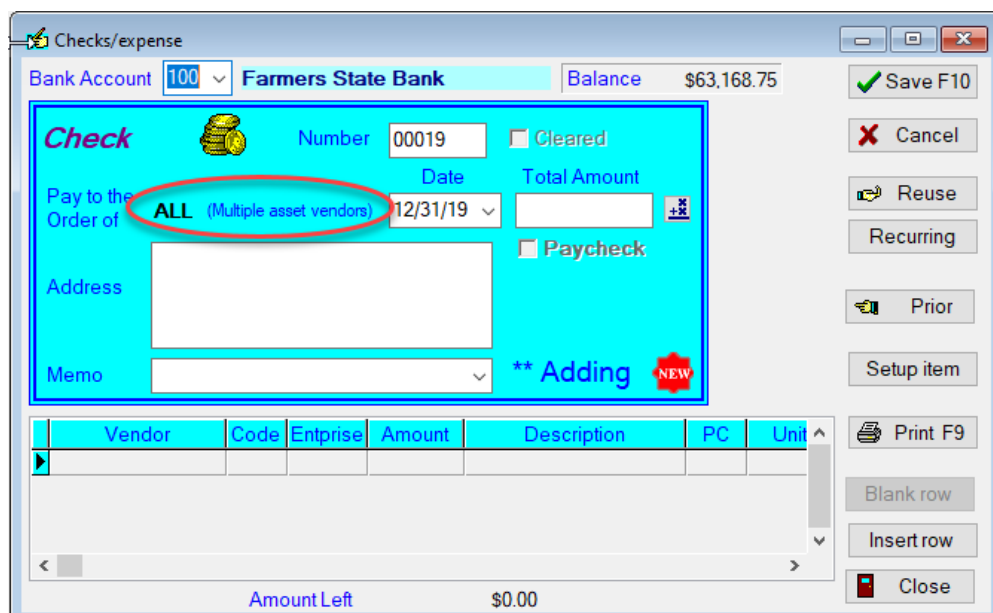 Checks/expense
Bank Account 100 Farmers State Bank Balance $63,168.75
Save F10
Check Number 00019 Cleared
Cancel
Date Total Amount
Pay to the
Order of ALL (Multiple asset vendors) 12/31/19
Reuse
Paycheck
Recurring
Address
Prior
Memo ** Adding NEW
Setup item
Vendor Code Entprise Amount Description PC Unit
Print F9
Blank row
Insert row
Close
Amount Left $0.00